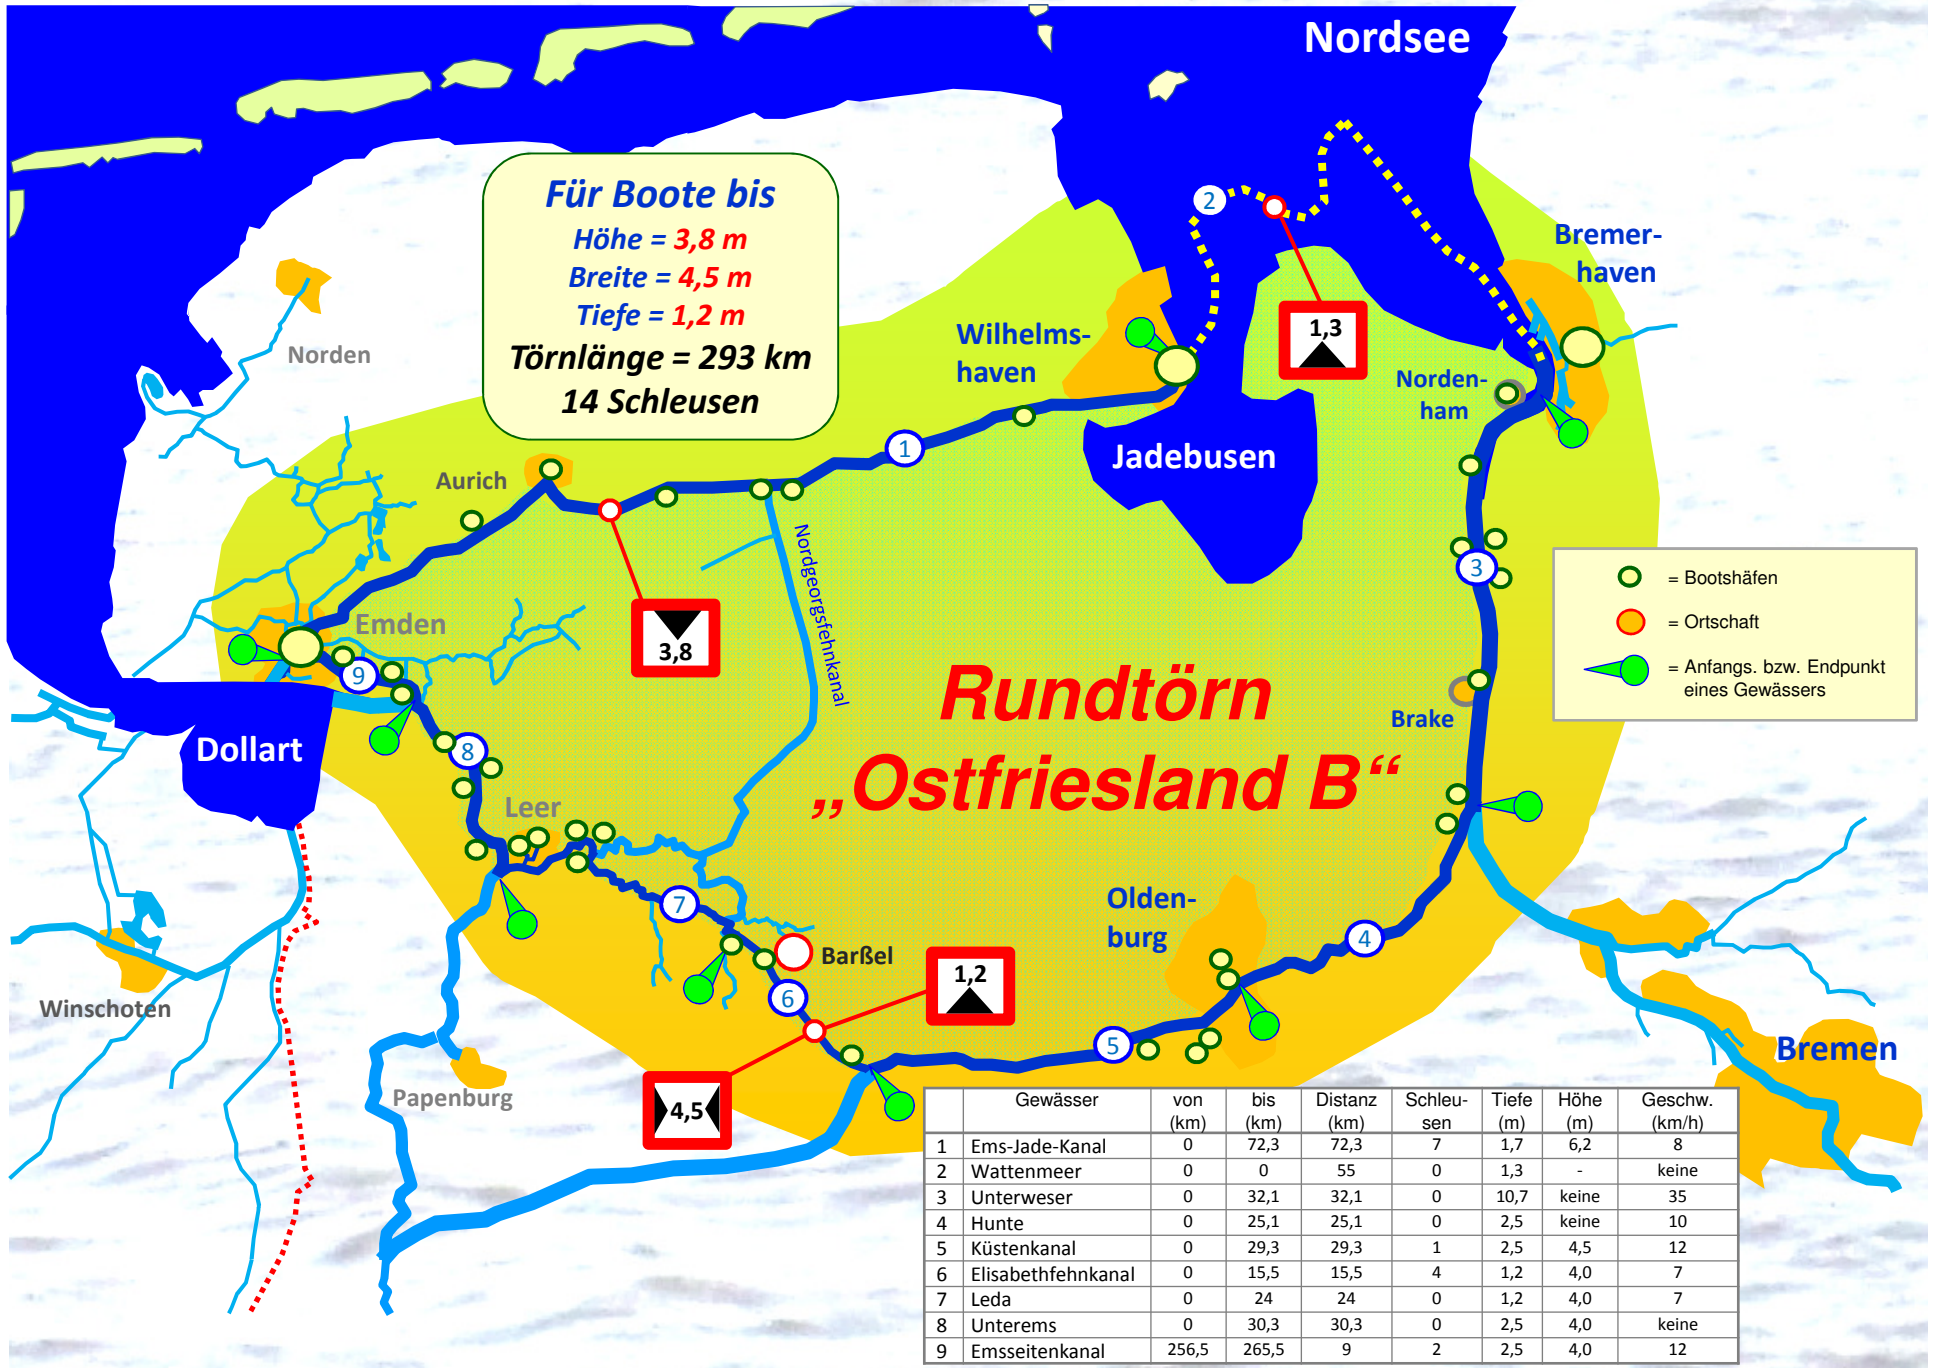 Nordsee
Für Boote bis
Höhe = 3,8 m
Breite = 4,5 m
Tiefe = 1,2 m
Törnlänge = 293 km
14 Schleusen
2
Bremer-
haven
Norden
Wilhelms-
haven
1,3
Norden-
ham
1
Jadebusen
Aurich
Nordgeorgsfehnkanal
3
= Bootshäfen
= Ortschaft
= Anfangs. bzw. Endpunkt
eines Gewässers
Emden
3,8
9
Rundtörn
„Ostfriesland B“
Brake
Dollart
8
Leer
7
Olden-
burg
4
Barßel
1,2
6
Winschoten
5
Bremen
Papenburg
4,5
Gewässer von (km) bis (km) Distanz (km) Schleu-sen Tiefe (m) Höhe (m) Geschw. (km/h)
1 Ems-Jade-Kanal 0 72,3 72,3 7 1,7 6,2 8
2 Wattenmeer 0 0 55 0 1,3 - keine
3 Unterweser 0 32,1 32,1 0 10,7 keine 35
4 Hunte 0 25,1 25,1 0 2,5 keine 10
5 Küstenkanal 0 29,3 29,3 1 2,5 4,5 12
6 Elisabethfehnkanal 0 15,5 15,5 4 1,2 4,0 7
7 Leda 0 24 24 0 1,2 4,0 7
8 Unterems 0 30,3 30,3 0 2,5 4,0 keine
9 Emsseitenkanal 256,5 265,5 9 2 2,5 4,0 12